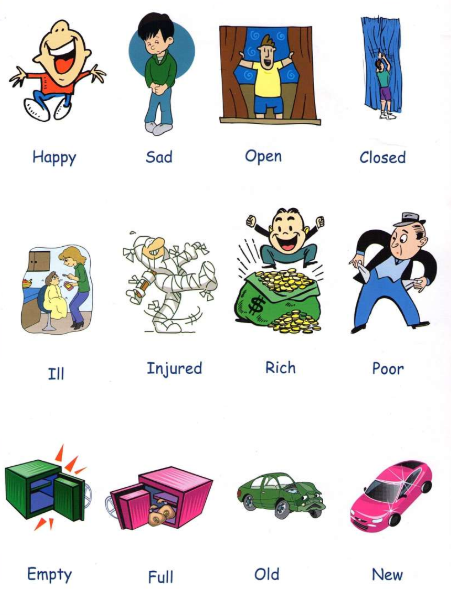 Happy Sad Open Closed
Ill Injured Rich Poor
$
Empty Full Old New